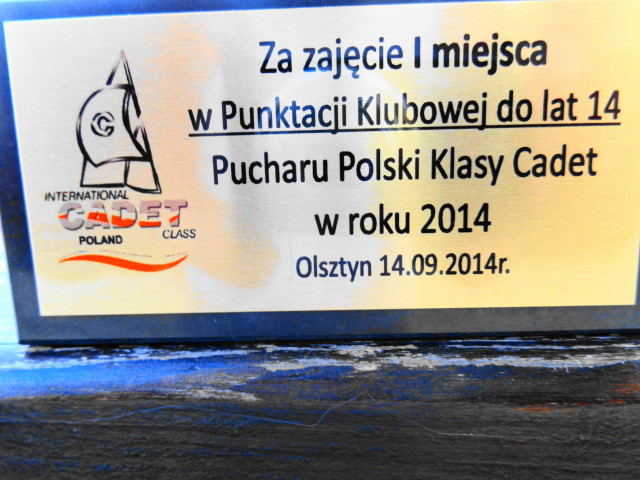 Za zajęcie I miejsca
w Punktacji Klubowej do lat 14
Pucharu Polski Klasy Cadet
w roku 2014
Olsztyn 14.09.2014r.
C
INTERNATIONAL
CADET
CLASS
POLAND